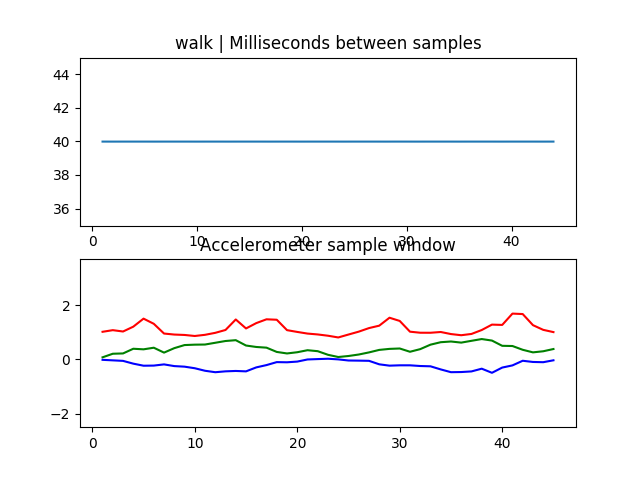 walk | Milliseconds between samples
44
42
40
38
36
0 10 20 30 40
Accelerometer sample window
2
0
−2
0 10 20 30 40